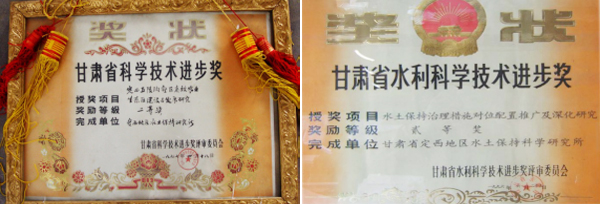 奖状
甘肃省科学技术进步奖
授奖项目
奖励等级 二等奖
完成单位
甘肃省科学技术进步奖评审委员会
奖状
甘肃省水利科学技术进步奖
授奖项目 水土保持治理措施对位配置推广及深化研究
奖励等级 贰等奖
完成单位 甘肃省定西地区水土保持科学研究所
甘肃省水利科学技术进步奖评审委员会